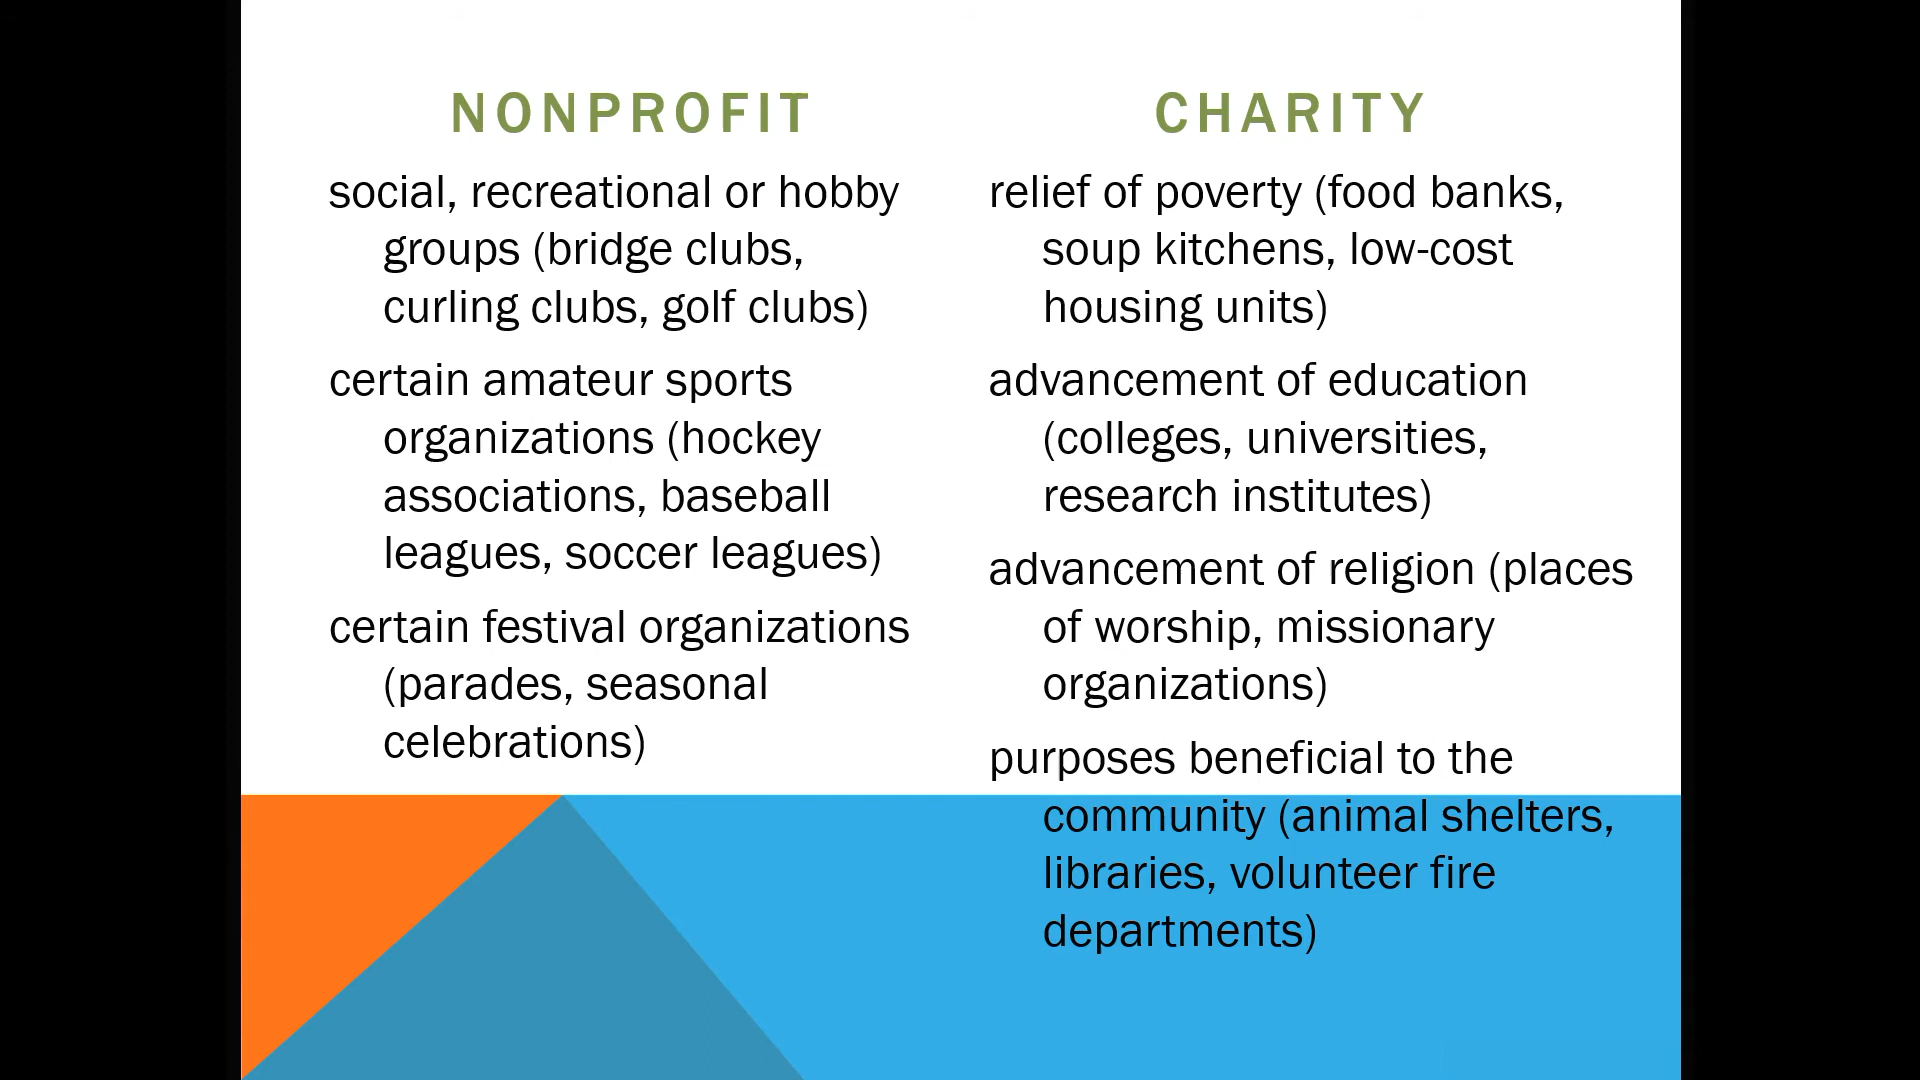 NONPROFIT
social, recreational or hobby
groups (bridge clubs,
curling clubs, golf clubs)
certain amateur sports
organizations (hockey
associations, baseball
leagues, soccer leagues)
certain festival organizations
(parades, seasonal
celebrations)
CHARITY
relief of poverty (food banks,
soup kitchens, low-cost
housing units)
advancement of education
(colleges, universities,
research institutes)
advancement of religion (places
of worship, missionary
organizations)
purposes beneficial to the
community (animal shelters,
libraries, volunteer fire
departments)